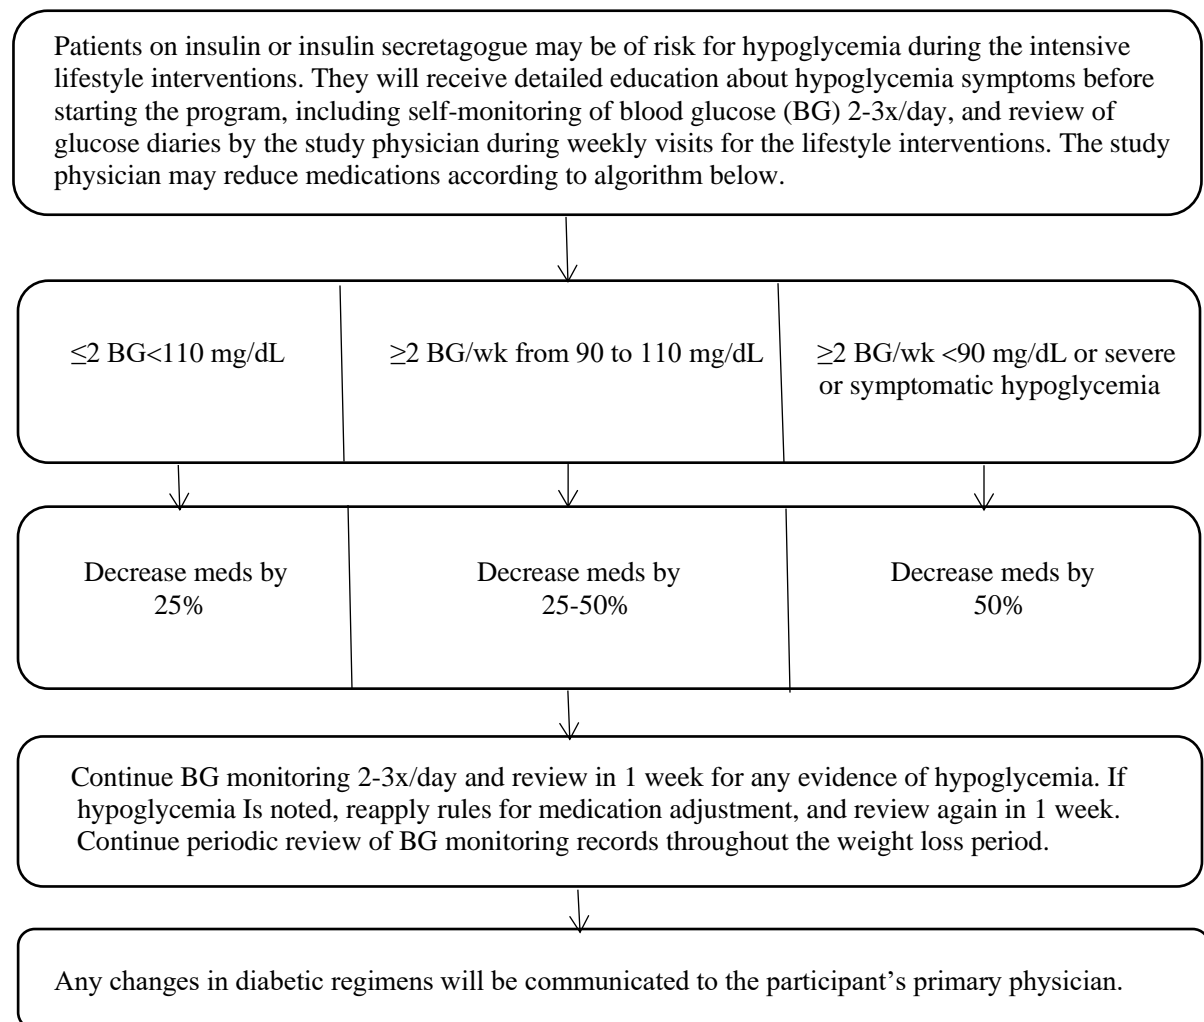 Patients on insulin or insulin secretagogue may be of risk for hypoglycemia during the intensive
lifestyle interventions. They will receive detailed education about hypoglycemia symptoms before
starting the program, including self-monitoring of blood glucose (BG) 2-3x/day, and review of
glucose diaries by the study physician during weekly visits for the lifestyle interventions. The study
physician may reduce medications according to algorithm below.
≤2 BG<110 mg/dL
≥2 BG/wk from 90 to 110 mg/dL
≥2 BG/wk <90 mg/dL or severe
or symptomatic hypoglycemia
Decrease meds by
25%
Decrease meds by
25-50%
Decrease meds by
50%
Continue BG monitoring 2-3x/day and review in 1 week for any evidence of hypoglycemia. If
hypoglycemia Is noted, reapply rules for medication adjustment, and review again in 1 week.
Continue periodic review of BG monitoring records throughout the weight loss period.
Any changes in diabetic regimens will be communicated to the participant’s primary physician.